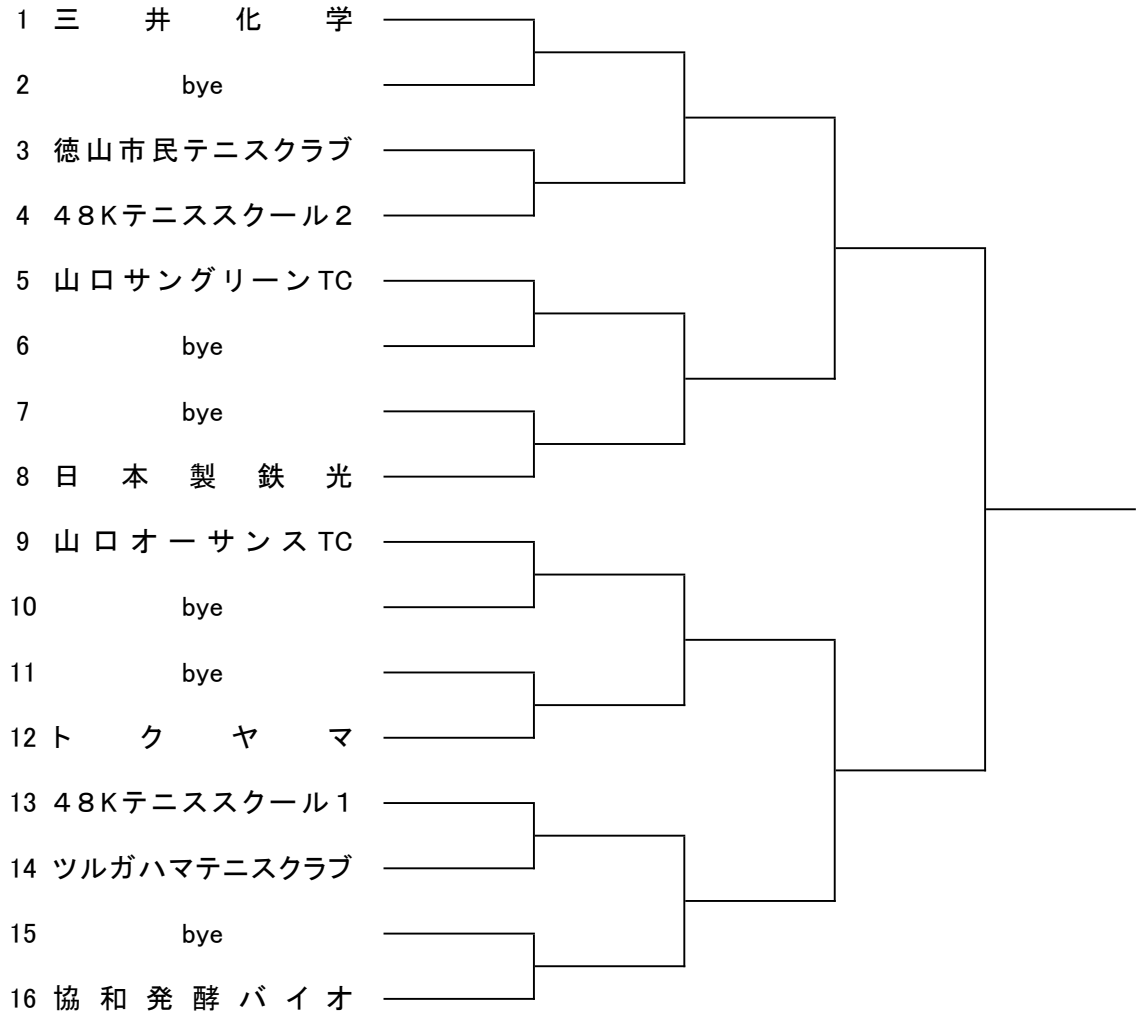 1 三井化学
2 bye
3 徳山市民テニスクラブ
4 48Kテニススクール2
5 山口サングリーンTC
6 bye
7 bye
8 日本製鉄光
9 山口オーサンスTC
10 bye
11 bye
12 トクヤマ
13 48Kテニススクール1
14 ツルガハマテニスクラブ
15 bye
16 協和発酵バイオ